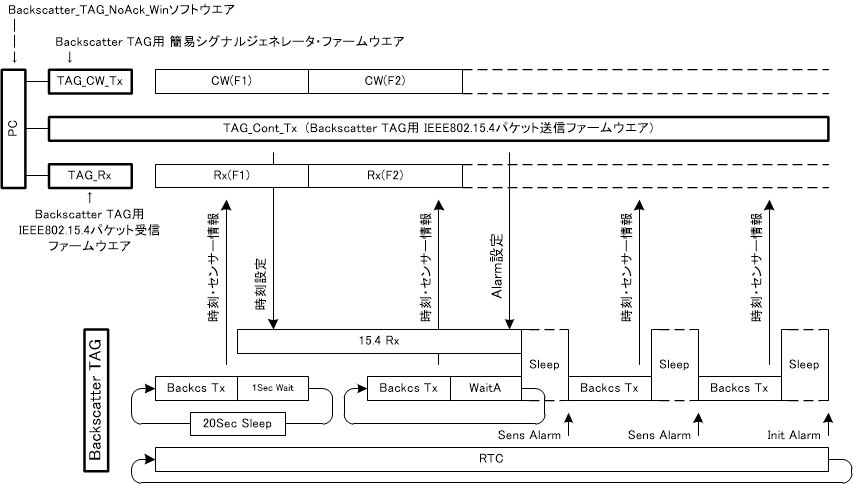 Backscatter_TAG_NoAck_Winソフトウエア
Backscatter TAG用 簡易シグナルジェネレータ・ファームウエア
PC
TAG_CW_Tx
CW(F1)
CW(F2)
TAG_Cont_Tx （Backscatter TAG用 IEEE802.15.4パケット送信ファームウエア）
TAG_Rx
Rx(F1)
Rx(F2)
Backscatter TAG用
IEEE802.15.4パケット受信
ファームウエア
時刻・センサー情報
時刻設定
時刻・センサー情報
Alarm設定
時刻・センサー情報
時刻・センサー情報
Backscatter TAG
15.4 Rx
Sleep
Sleep
Sleep
Backcs Tx
1Sec Wait
Backcs Tx
WaitA
Backcs Tx
Backcs Tx
20Sec Sleep
Sens Alarm
Sens Alarm
Init Alarm
RTC